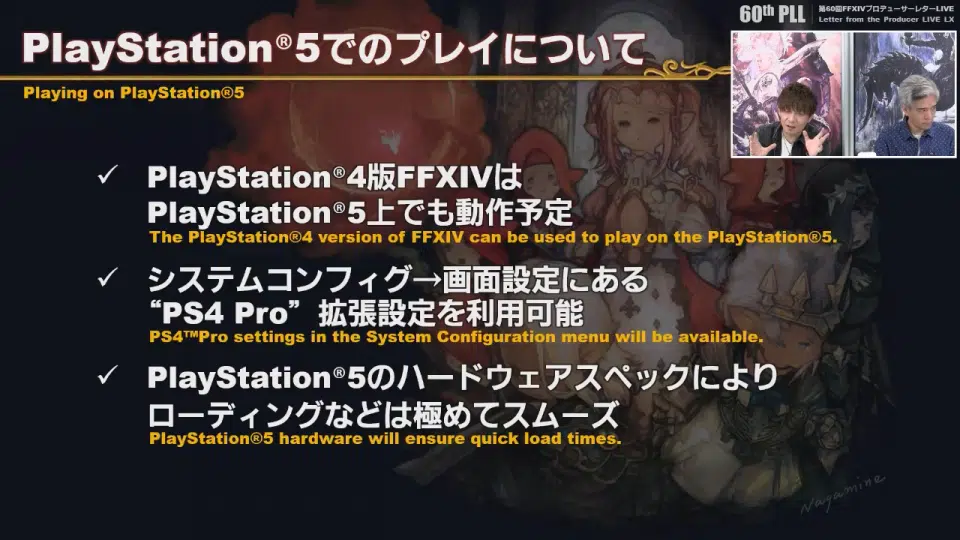 60th PLL
第60回FFXIVプロデューサーレターLIVE
Letter from the Producer LIVE LX
PlayStation®5でのプレイについて
Playing on PlayStation®5
✓ PlayStation®4版FFXIVは
PlayStation®5上でも動作予定
The PlayStation®4 version of FFXIV can be used to play on the PlayStation®5.
✓ システムコンフィグ→画面設定にある
“PS4 Pro”拡張設定を利用可能
PS4™Pro settings in the System Configuration menu will be available.
✓ PlayStation®5のハードウェアスペックにより
ローディングなどは極めてスムーズ
PlayStation®5 hardware will ensure quick load times.
Nagamine